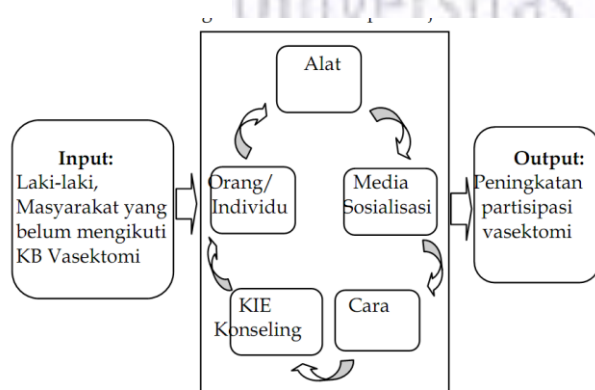 Universitas
Alat
Input:
Laki-laki,
Masyarakat yang
belum mengikuti
KB Vasektomi
Orang/
Individu
Media
Sosialisasi
KIE
Konseling
Cara
Output:
Peningkatan
partisipasi
vasektomi